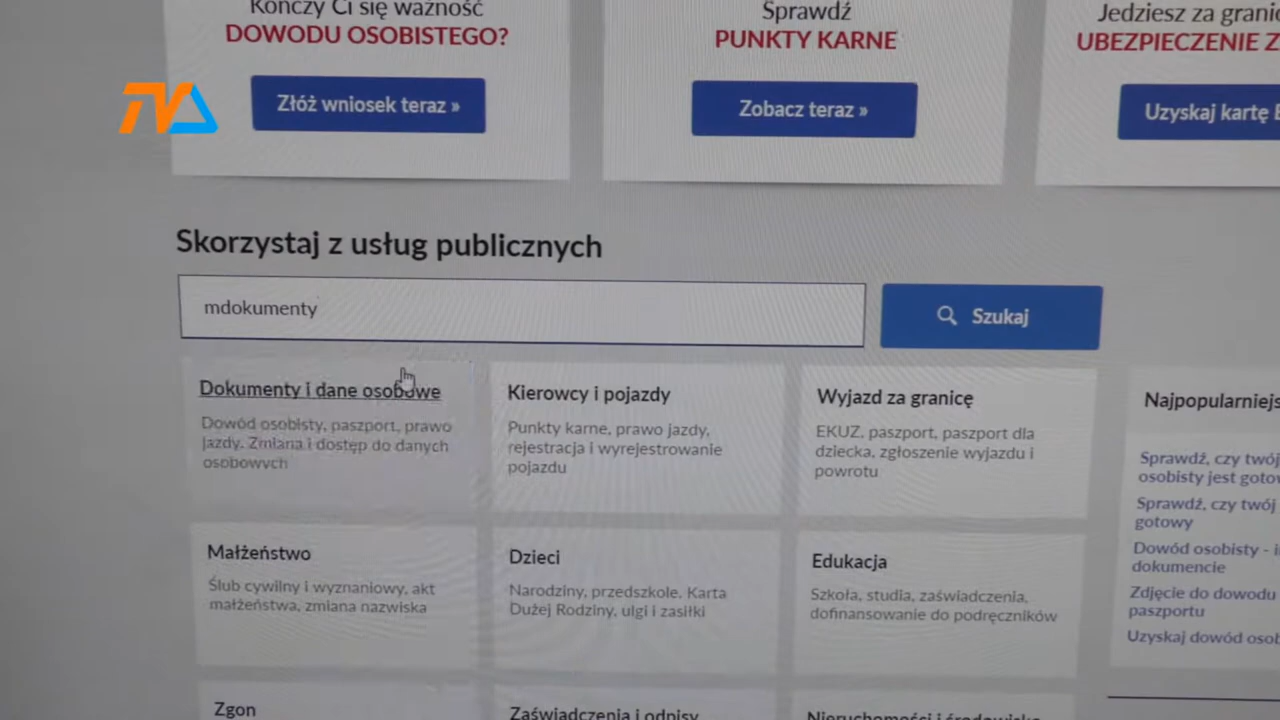 Kończy Ci się ważność
DOWODU OSOBISTEGO?
Złóż wniosek teraz »
Sprawdź
PUNKTY KARNE
Zobacz teraz »
Jedziesz za granic
UBEZPIECZENIE Z
Uzyskaj kartę E
TVA
Skorzystaj z usług publicznych
mdokumenty
Szukaj
Dokumenty i dane osobowe
Dowód osobisty, paszport, prawo
jazdy. Zmiana i dostęp do danych
osobowych
Kierowcy i pojazdy
Punkty karne, prawo jazdy,
rejestracja i wyrejestrowanie
pojazdu
Wyjazd za granicę
EKUZ, paszport, paszport dla
dziecka, zgłoszenie wyjazdu i
powrotu
Małżeństwo
Ślub cywilny i wyznaniowy, akt
małżeństwa, zmiana nazwiska
Dzieci
Narodziny, przedszkole. Karta
Dużej Rodziny, ulgi i zasiłki
Edukacja
Szkoła, studia, zaświadczenia,
dofinansowanie do podręczników
Najpopularniejs
Sprawdź, czy twój
osobisty jest goto
Sprawdź, czy twój
gotowy
Dowód osobisty - i
dokumencie
Zdjęcie do dowodu
paszportu
Uzyskaj dowód osob
Zgon
Zaświadczenia i odpisy
Nieruchomości i środowisko